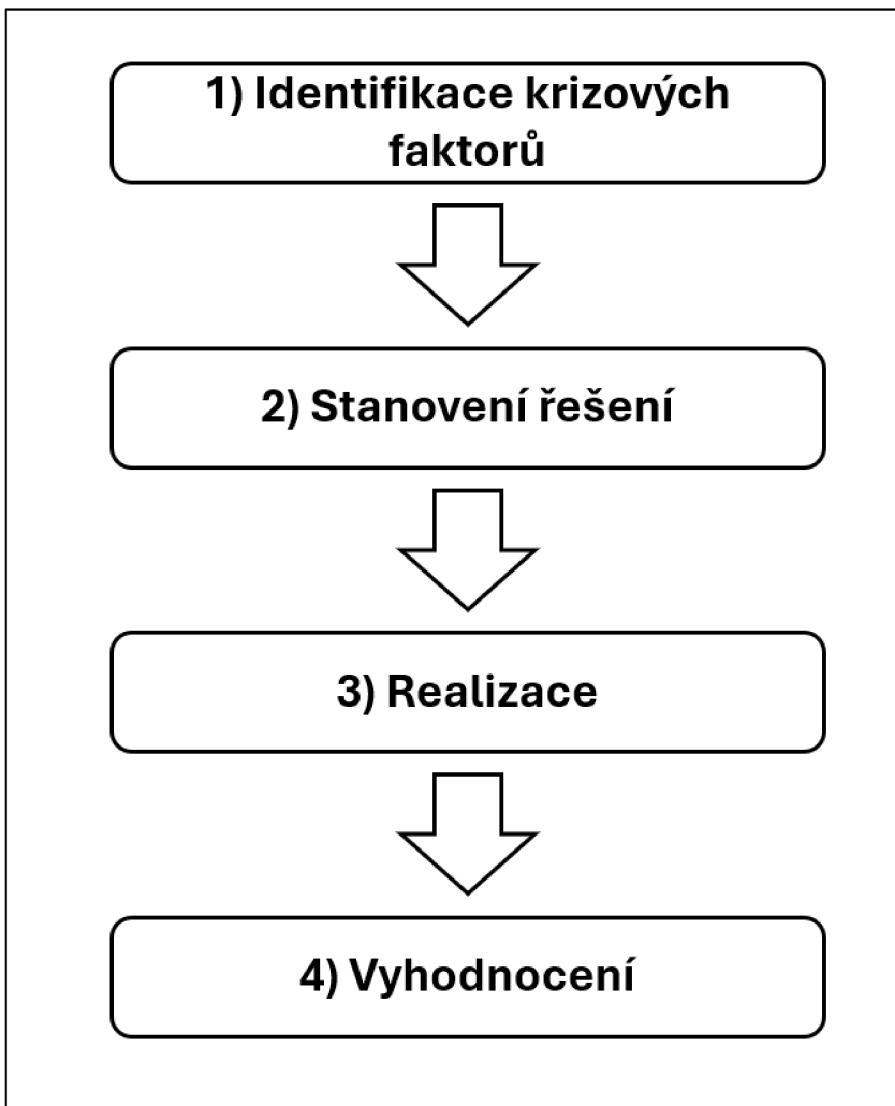 1) Identifikace krizových
faktorů
2) Stanovení řešení
3) Realizace
4) Vyhodnocení